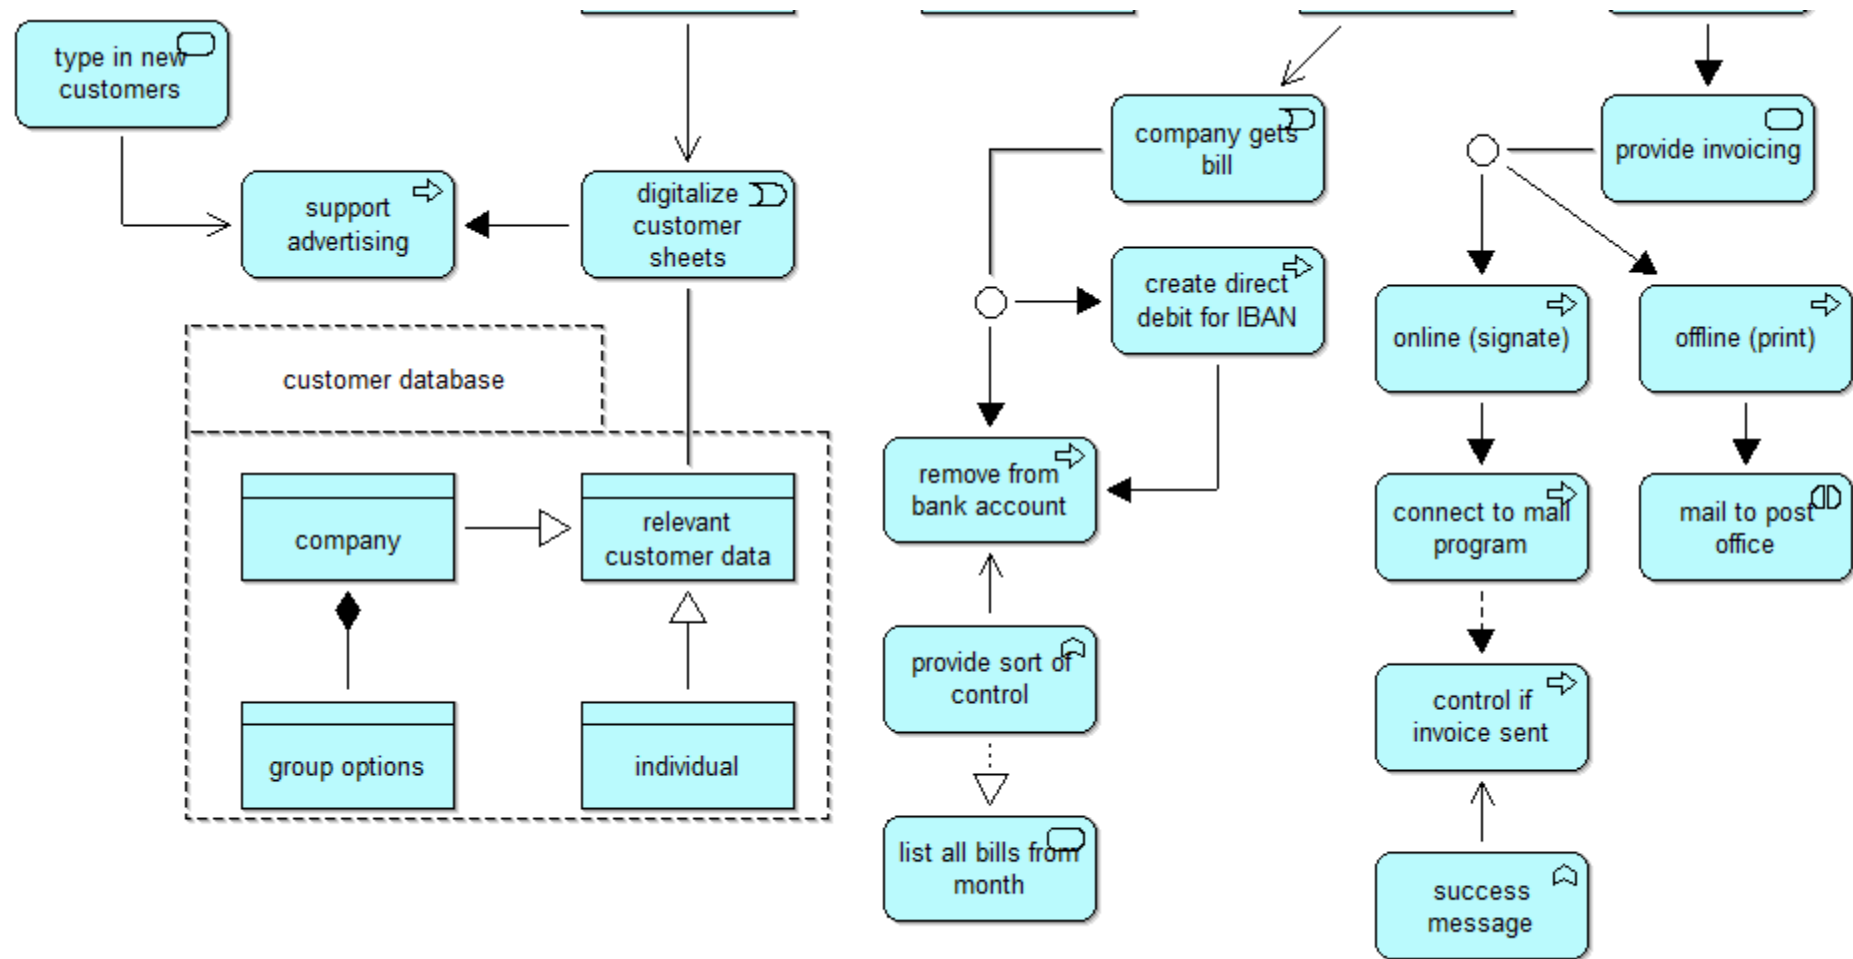 type in new
customers
support
advertising
digitalize
customer
sheets
customer database
company
relevant
customer data
group options
individual
company gets
bill
create direct
debit for IBAN
remove from
bank account
provide sort of
control
list all bills from
month
provide invoicing
online (signate)
offline (print)
connect to mail
program
mail to post
office
control if
invoice sent
success
message